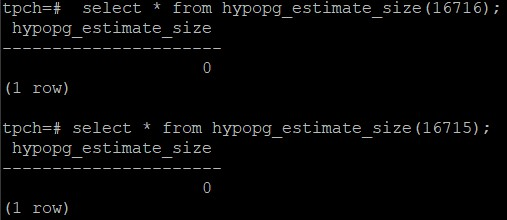 tpch=#  select * from hypopg_estimate_size(16716);
 hypopg_estimate_size
----------------------
                    0
(1 row)

tpch=# select * from hypopg_estimate_size(16715);
 hypopg_estimate_size
----------------------
                    0
(1 row)